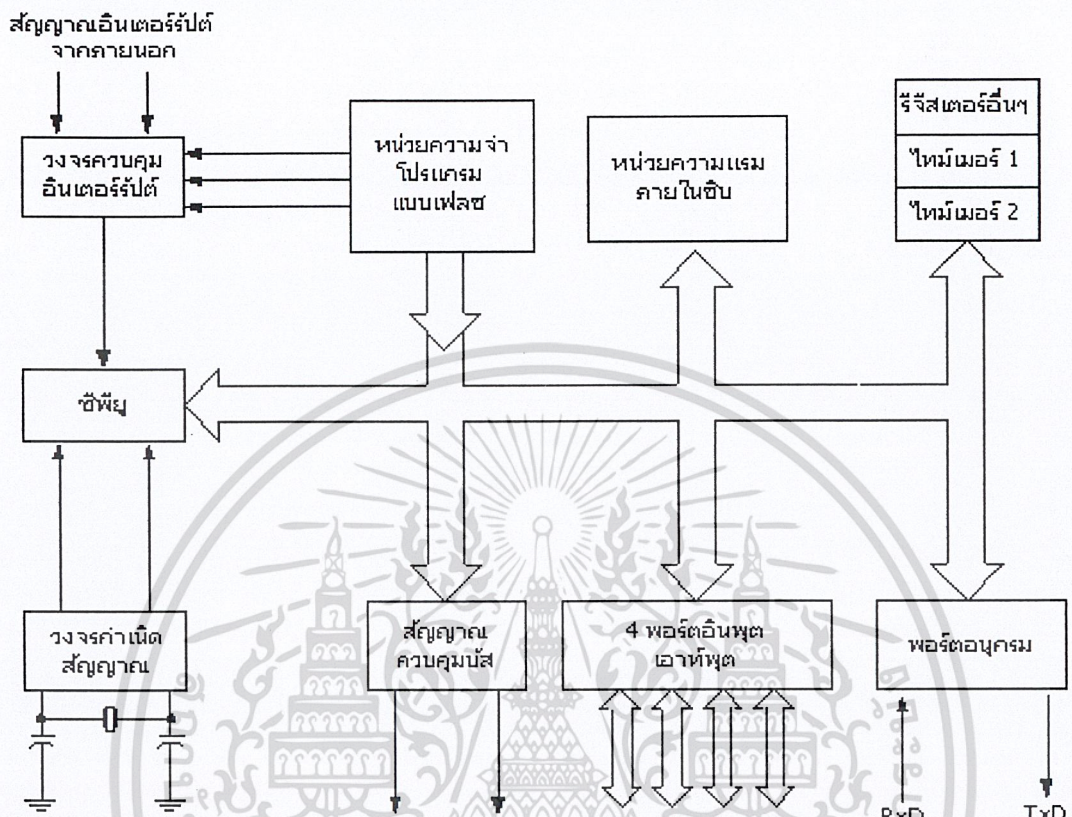 สัญญาณอินเตอร์รัปต์
จากภายนอก
วงจรควบคุม
อินเตอร์รัปต์
หน่วยความจำ
โปรแกรม
แบบเฟลซ
หน่วยความแรม
ภายในชิบ
รีจีสเตอร์อื่นๆ
ไทม์เมอร์ 1
ไทม์เมอร์ 2
ซีพียู
วงจรกำเนิด
สัญญาณ
สัญญาณ
ควบคุมบัส
4 พอร์ตอินพุต
เอาท์พุต
พอร์ตอนุกรม
RxD
TxD